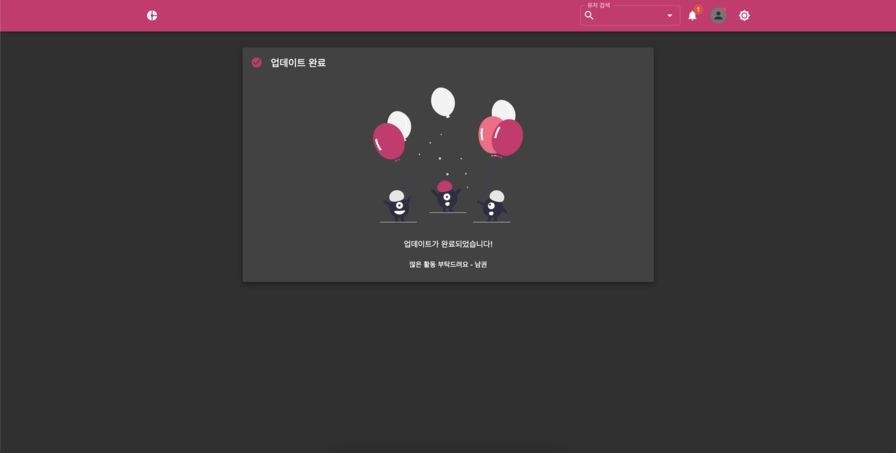 유저 검색
1
업데이트 완료
업데이트가 완료되었습니다!
많은 활동 부탁드려요 - 남권